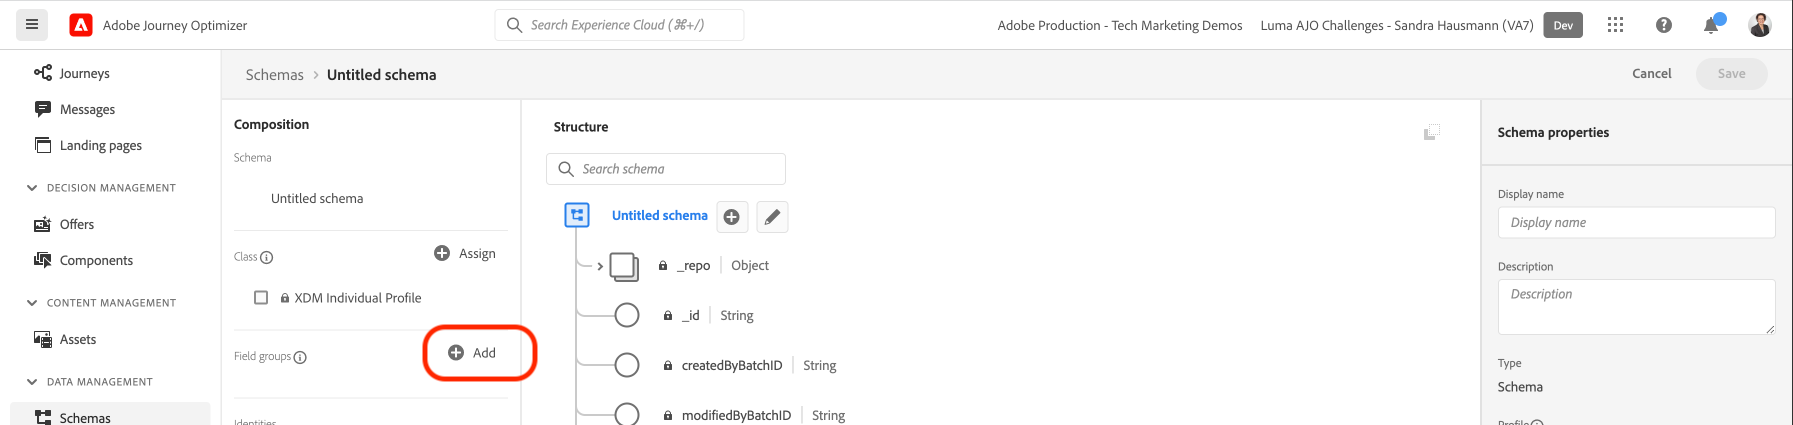 Adobe Journey Optimizer
Search Experience Cloud (⌘+/)
Adobe Production - Tech Marketing Demos
Luma AJO Challenges - Sandra Hausmann (VA7)
Dev
Journeys
Messages
Landing pages
DECISION MANAGEMENT
Offers
Components
CONTENT MANAGEMENT
Assets
DATA MANAGEMENT
Schemas
Schemas > Untitled schema
Cancel
Save
Composition
Schema
Untitled schema
Class
Assign
XDM Individual Profile
Field groups
Add
Identities
Structure
Search schema
Untitled schema
_repo | Object
_id | String
createdByBatchID | String
modifiedByBatchID | String
Schema properties
Display name
Display name
Description
Description
Type
Schema
Profile